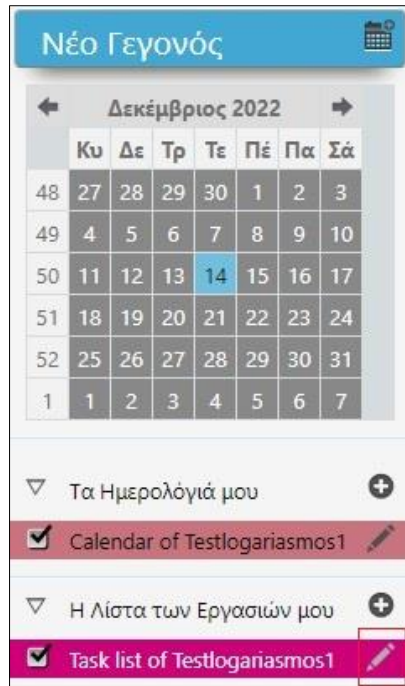 Νέο Γεγονός
Δεκέμβριος 2022
Κυ Δε Τρ Τε Πέ Πα Σά
48 27 28 29 30 1 2 3
49 4 5 6 7 8 9 10
50 11 12 13 14 15 16 17
51 18 19 20 21 22 23 24
52 25 26 27 28 29 30 31
1 1 2 3 4 5 6 7
Τα Ημερολόγιά μου
Calendar of Testlogariasmos1
Η Λίστα των Εργασιών μου
Task list of Testlogariasmos1